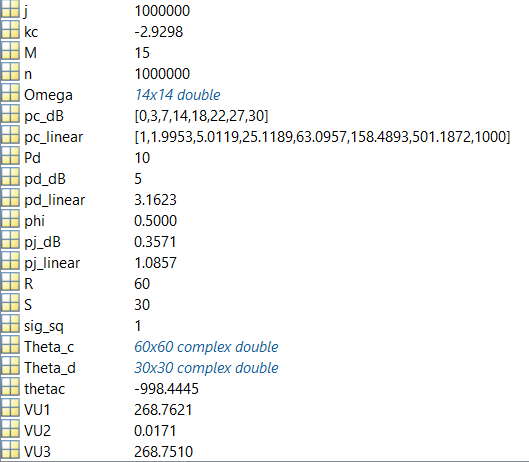 j 1000000
kc -2.9298
M 15
n 1000000
Omega 14x14 double
pc_dB [0,3,7,14,18,22,27,30]
pc_linear [1,1.9953,5.0119,25.1189,63.0957,158.4893,501.1872,1000]
Pd 10
pd_dB 5
pd_linear 3.1623
phi 0.5000
pj_dB 0.3571
pj_linear 1.0857
R 60
S 30
sig_sq 1
Theta_c 60x60 complex double
Theta_d 30x30 complex double
thetac -998.4445
VU1 268.7621
VU2 0.0171
VU3 268.7510